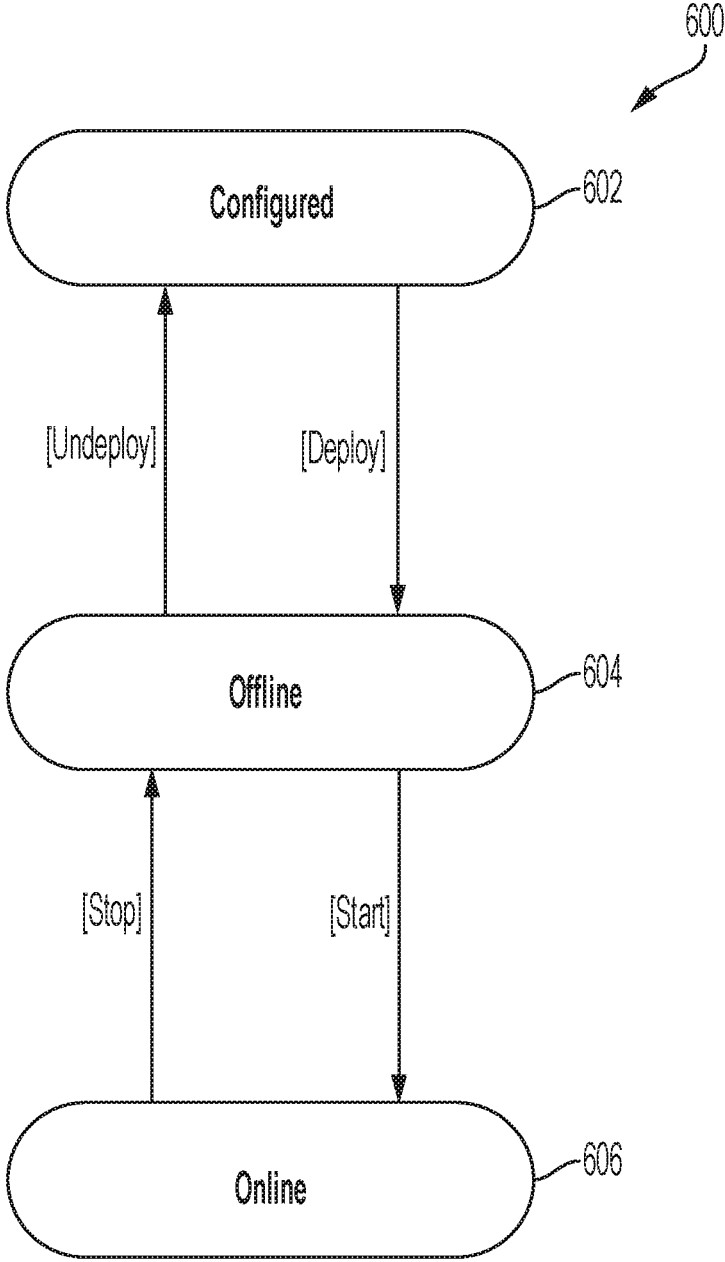 600
Configured
602
[Undeploy]
[Deploy]
Offline
604
[Stop]
[Start]
Online
606